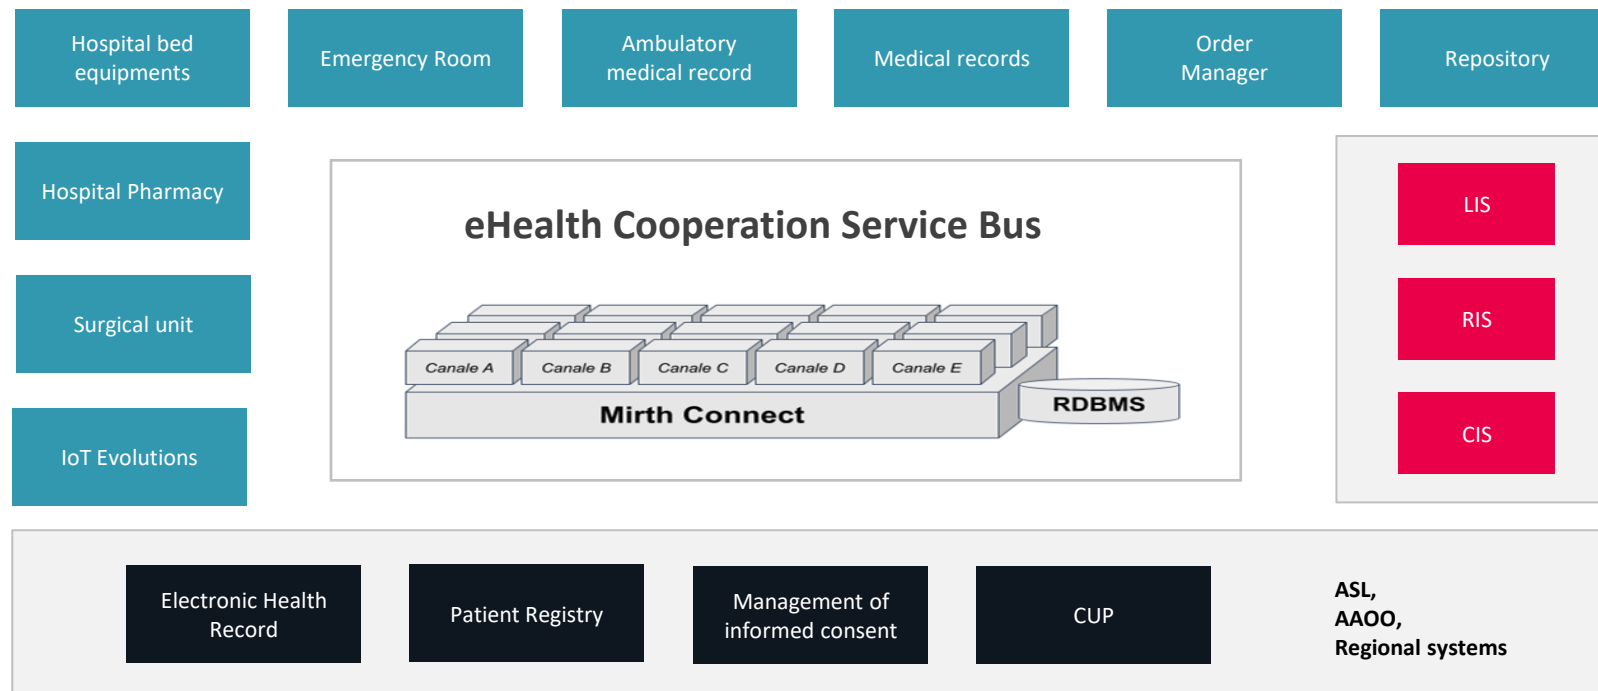 Hospital bed
equipments
Emergency Room
Ambulatory
medical record
Medical records
Order
Manager
Repository
Hospital Pharmacy
Surgical unit
IoT Evolutions
eHealth Cooperation Service Bus
Canale A
Canale B
Canale C
Canale D
Canale E
Mirth Connect
RDBMS
LIS
RIS
CIS
Electronic Health
Record
Patient Registry
Management of
informed consent
CUP
ASL,
AAOO,
Regional systems